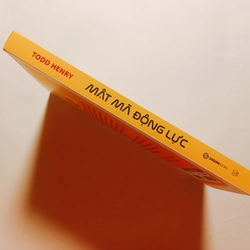 TODD HENRY
MẬT MÃ ĐỘNG LỰC